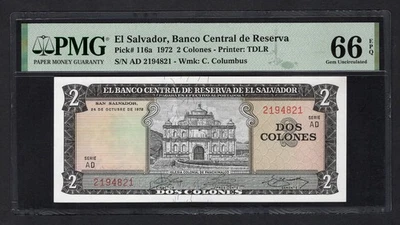 PMG
PAPER MONEY GUARANTY
El Salvador, Banco Central de Reserva
Pick# 116a 1972 2 Colones - Printer: TDLR
S/N AD 2194821 - Wmk: C. Columbus
66 EPQ
Gem Uncirculated
2 EL BANCO CENTRAL DE RESERVA DE EL SALVADOR 2
SAN SALVADOR,
SERIE
AD
2194821
DOS
COLONES
SERIE
AD
2194821
2 DOS COLONES 2